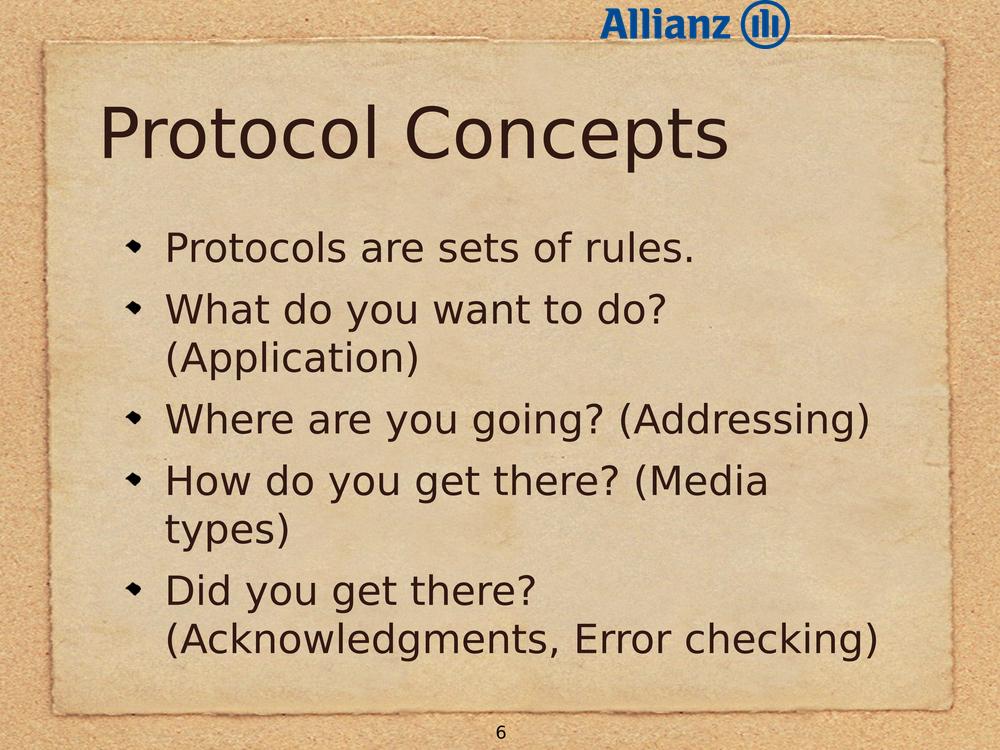 Allianz
Protocol Concepts
Protocols are sets of rules.
What do you want to do?
(Application)
Where are you going? (Addressing)
How do you get there? (Media
types)
Did you get there?
(Acknowledgments, Error checking)
6